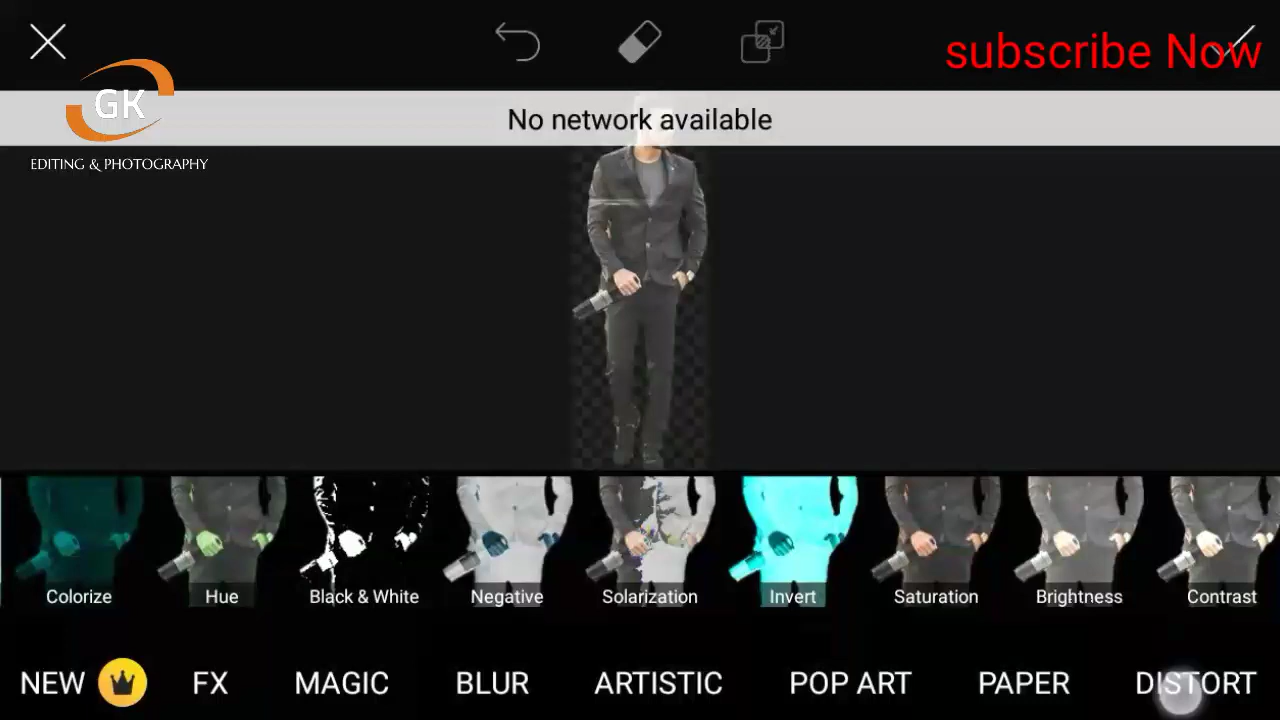 subscribe Now
GK
EDITING & PHOTOGRAPHY
No network available
Colorize
Hue
Black & White
Negative
Solarization
Invert
Saturation
Brightness
Contrast
NEW
FX
MAGIC
BLUR
ARTISTIC
POP ART
PAPER
DISTORT